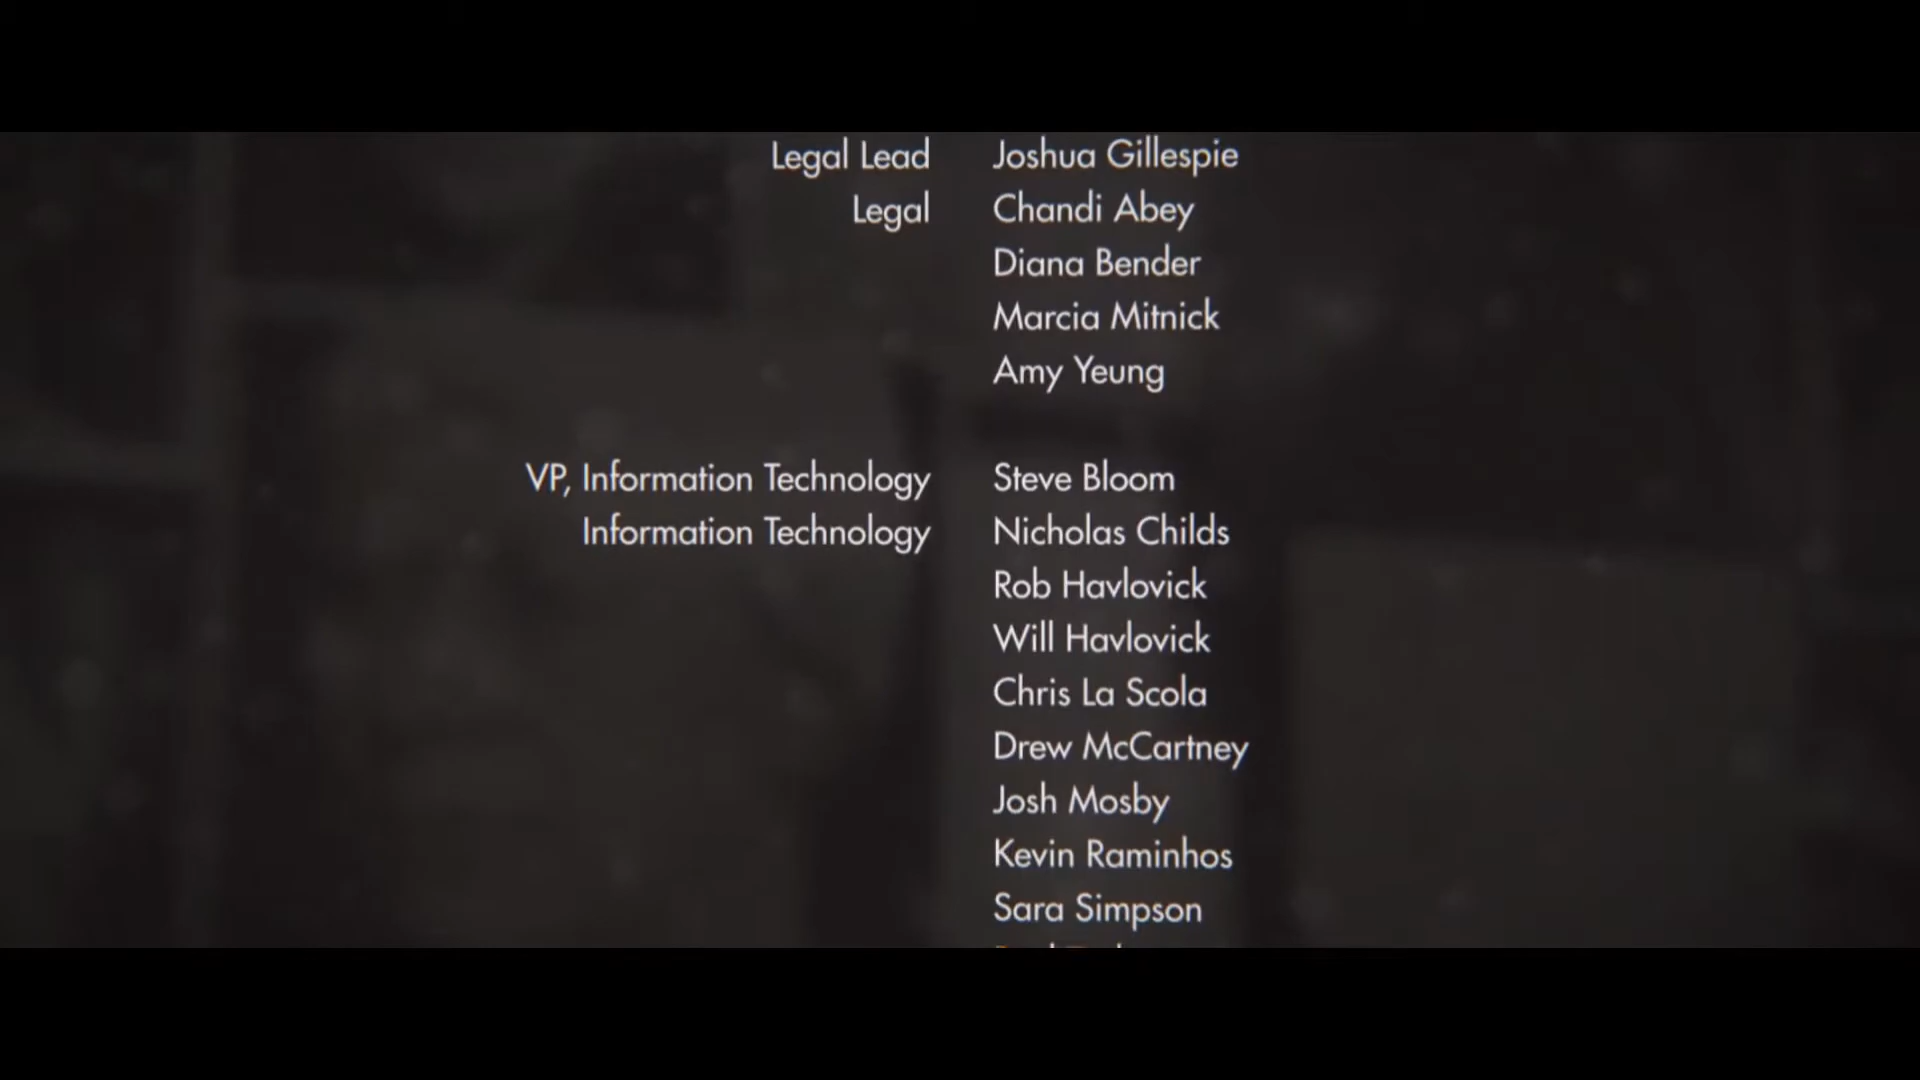 Legal Lead Joshua Gillespie
Legal Chandi Abey
Diana Bender
Marcia Mitnick
Amy Yeung
VP, Information Technology Steve Bloom
Information Technology Nicholas Childs
Rob Havlovick
Will Havlovick
Chris La Scola
Drew McCartney
Josh Mosby
Kevin Raminhos
Sara Simpson